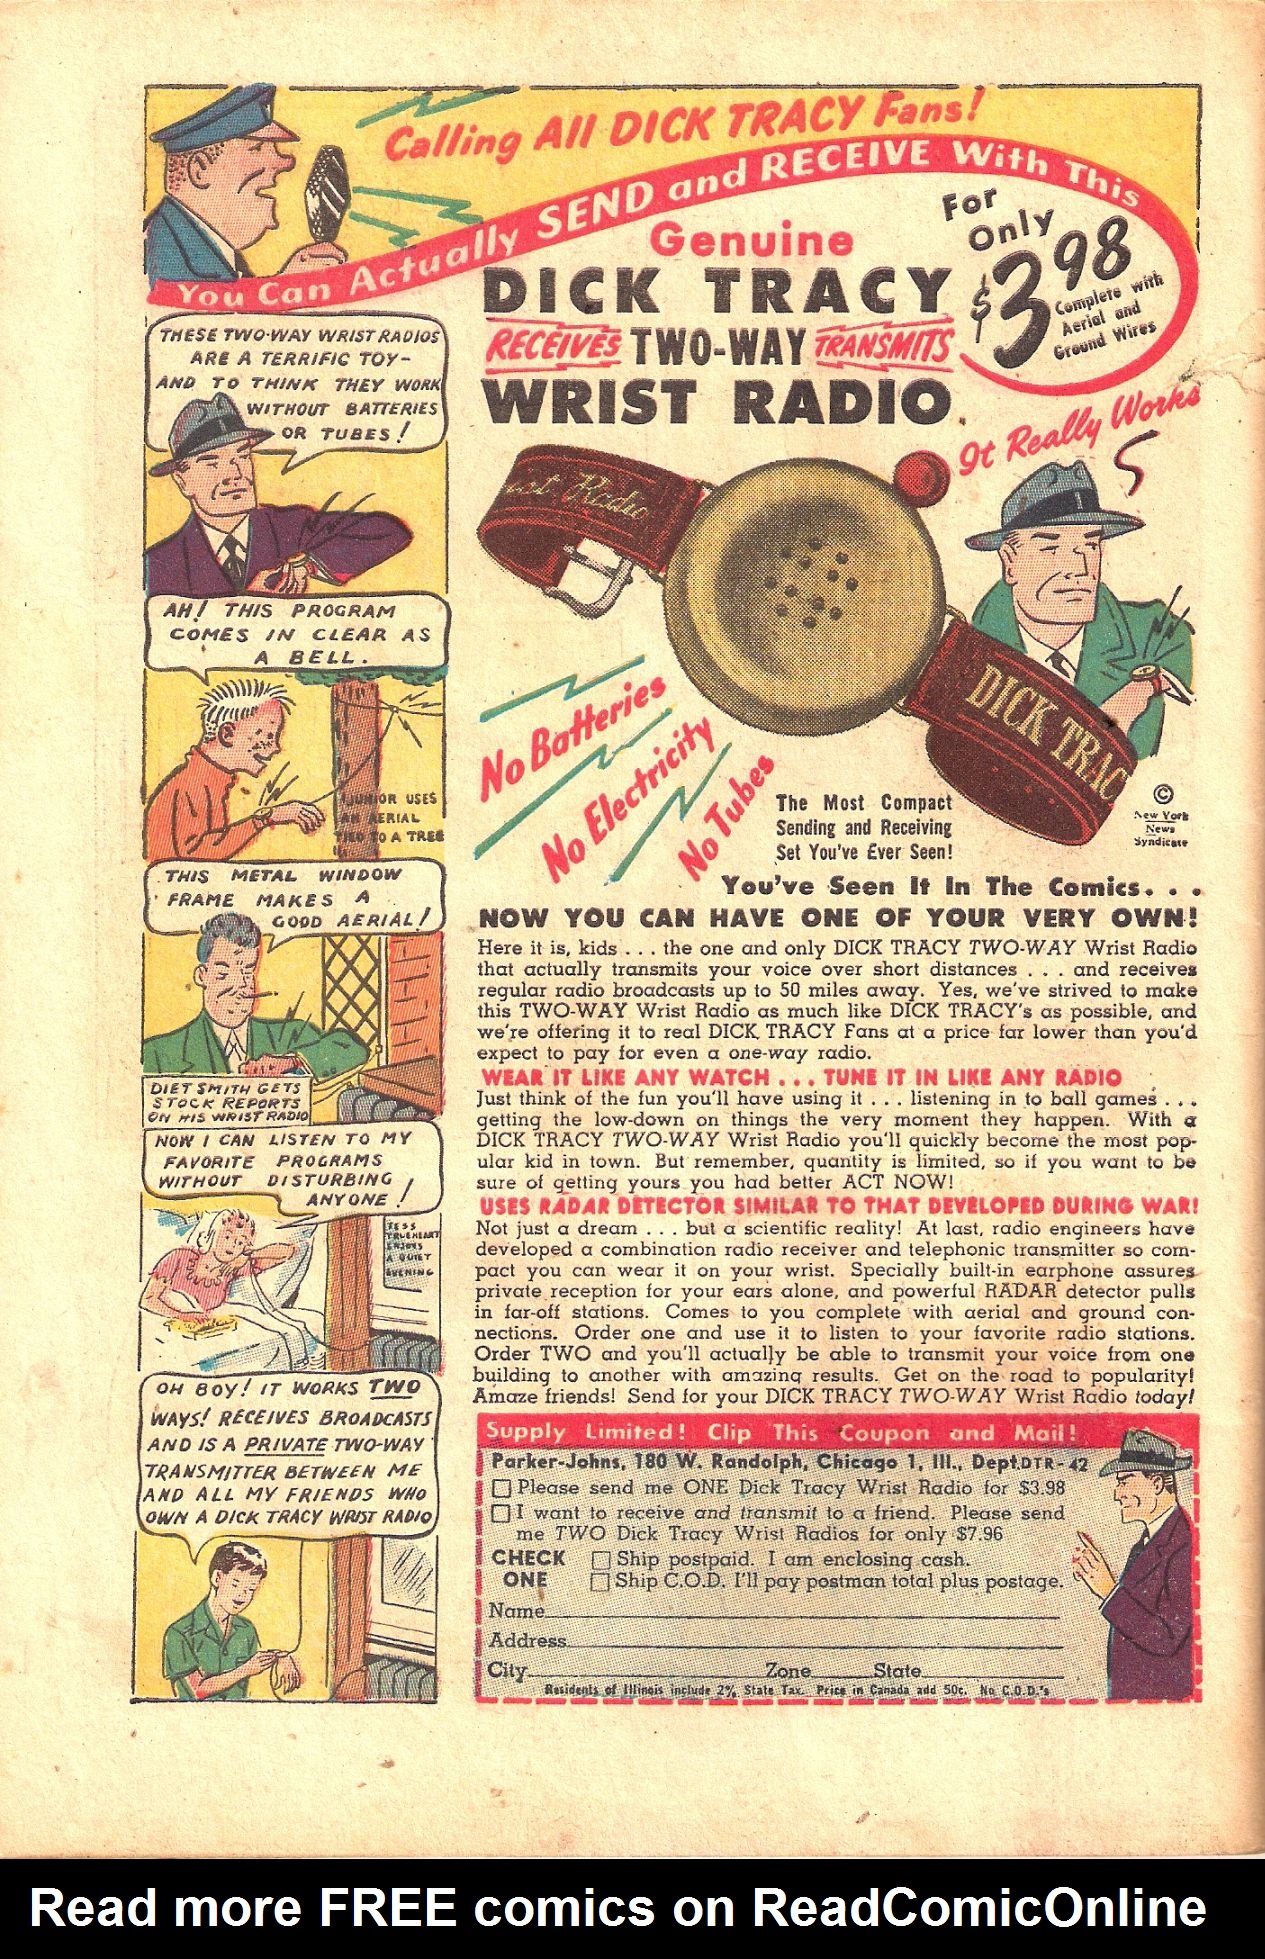 Calling All DICK TRACY Fans!
You Can Actually SEND and RECEIVE With This
Genuine
DICK TRACY
RECEIVES TWO-WAY TRANSMITS
WRIST RADIO
For
Only
$3.98
Complete with
Aerial and
Ground Wires
It Really Works
THESE TWO-WAY WRIST RADIOS
ARE A TERRIFIC TOY-
AND TO THINK THEY WORK
WITHOUT BATTERIES
OR TUBES!
AH! THIS PROGRAM
COMES IN CLEAR AS
A BELL.
JUNIOR USES
AN AERIAL
TIED TO A TREE
THIS METAL WINDOW
FRAME MAKES A
GOOD AERIAL!
DIET SMITH GETS
STOCK REPORTS
ON HIS WRIST RADIO
NOW I CAN LISTEN TO MY
FAVORITE PROGRAMS
WITHOUT DISTURBING
ANYONE!
TESS
TRUEHEART
ENJOYS
A QUIET
EVENING
OH BOY! IT WORKS TWO
WAYS! RECEIVES BROADCASTS
AND IS A PRIVATE TWO-WAY
TRANSMITTER BETWEEN ME
AND ALL MY FRIENDS WHO
OWN A DICK TRACY WRIST RADIO
rist Radio
DICK TRAC
No Batteries
No Electricity
No Tubes
The Most Compact
Sending and Receiving
Set You've Ever Seen!
©
New York
News
Syndicate
You've Seen It In The Comics. . .
NOW YOU CAN HAVE ONE OF YOUR VERY OWN!
Here it is, kids . . . the one and only DICK TRACY TWO-WAY Wrist Radio
that actually transmits your voice over short distances . . . and receives
regular radio broadcasts up to 50 miles away. Yes, we've strived to make
this TWO-WAY Wrist Radio as much like DICK TRACY's as possible, and
we're offering it to real DICK TRACY Fans at a price far lower than you'd
expect to pay for even a one-way radio.
WEAR IT LIKE ANY WATCH . . . TUNE IT IN LIKE ANY RADIO
Just think of the fun you'll have using it . . . listening in to ball games . . .
getting the low-down on things the very moment they happen. With a
DICK TRACY TWO-WAY Wrist Radio you'll quickly become the most pop-
ular kid in town. But remember, quantity is limited, so if you want to be
sure of getting yours you had better ACT NOW!
USES RADAR DETECTOR SIMILAR TO THAT DEVELOPED DURING WAR!
Not just a dream . . . but a scientific reality! At last, radio engineers have
developed a combination radio receiver and telephonic transmitter so com-
pact you can wear it on your wrist. Specially built-in earphone assures
private reception for your ears alone, and powerful RADAR detector pulls
in far-off stations. Comes to you complete with aerial and ground con-
nections. Order one and use it to listen to your favorite radio stations.
Order TWO and you'll actually be able to transmit your voice from one
building to another with amazing results. Get on the road to popularity!
Amaze friends! Send for your DICK TRACY TWO-WAY Wrist Radio today!
Supply Limited! Clip This Coupon and Mail!
Parker-Johns, 180 W. Randolph, Chicago 1, Ill., Dept. DTR-42
Please send me ONE Dick Tracy Wrist Radio for $3.98
I want to receive and transmit to a friend. Please send
me TWO Dick Tracy Wrist Radios for only $7.96
CHECK Ship postpaid. I am enclosing cash.
ONE Ship C.O.D. I'll pay postman total plus postage.
Name
Address
City Zone State
Residents of Illinois include 2% State Tax. Price in Canada add 50c. No C.O.D.'s
Read more FREE comics on ReadComicOnline